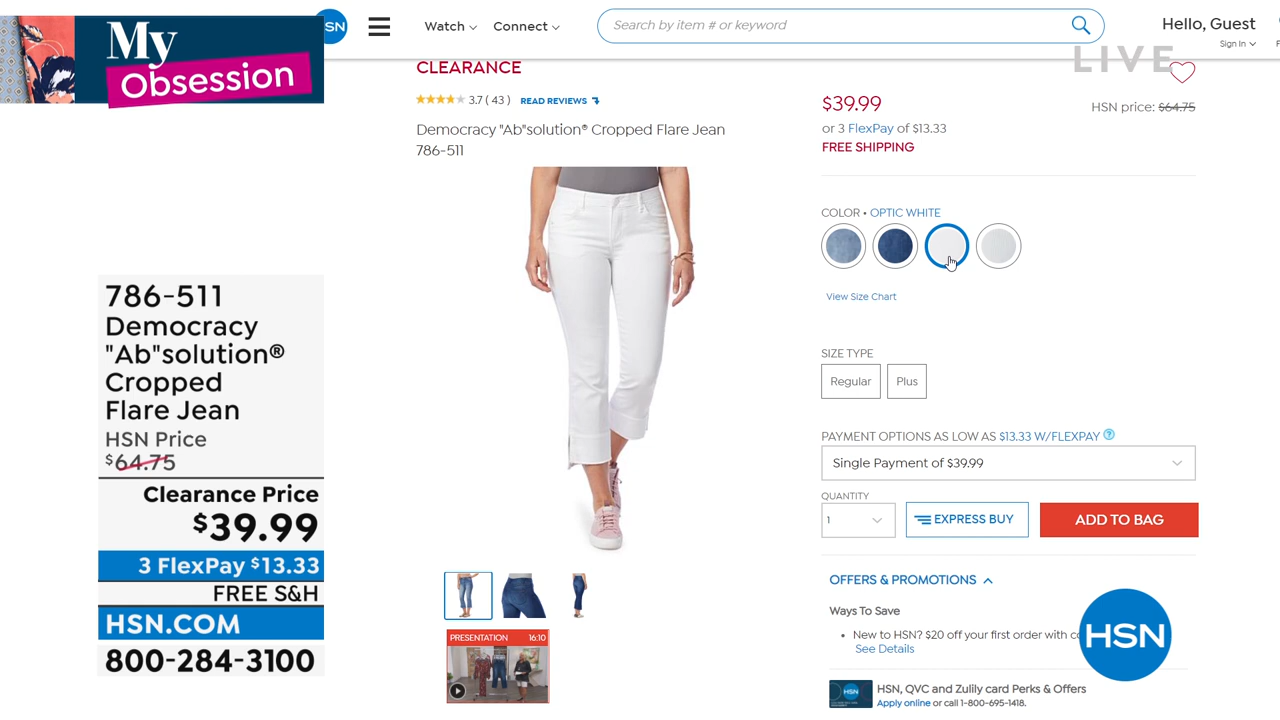 My
Obsession
SN
Watch
Connect
Search by item # or keyword
Hello, Guest
Sign In
LIVE
CLEARANCE
3.7 ( 43 )
READ REVIEWS
Democracy "Ab"solution® Cropped Flare Jean
786-511
$39.99
HSN price: $64.75
or 3 FlexPay of $13.33
FREE SHIPPING
COLOR • OPTIC WHITE
View Size Chart
SIZE TYPE
Regular
Plus
PAYMENT OPTIONS AS LOW AS $13.33 W/FLEXPAY ?
Single Payment of $39.99
QUANTITY
1
EXPRESS BUY
ADD TO BAG
OFFERS & PROMOTIONS
Ways To Save
• New to HSN? $20 off your first order with
See Details
HSN
HSN
HSN, QVC and Zulily card Perks & Offers
Apply online or call 1-800-695-1418.
PRESENTATION 16:10
786-511
Democracy
"Ab"solution®
Cropped
Flare Jean
HSN Price
$64.75
Clearance Price
$39.99
3 FlexPay $13.33
FREE S&H
HSN.COM
800-284-3100